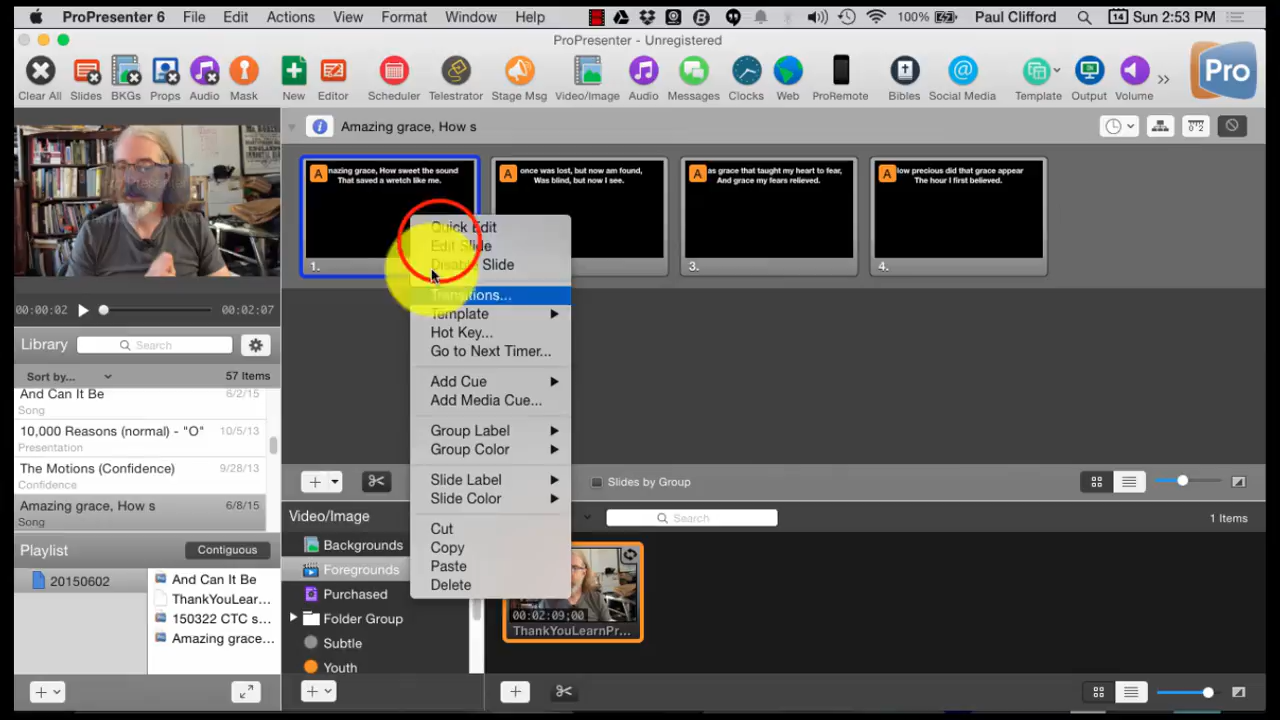 ProPresenter 6 File Edit Actions View Format Window Help
100% Paul Clifford 14 Sun 2:53 PM
ProPresenter - Unregistered
Pro
Clear All Slides BKGs Props Audio Mask New Editor Scheduler Telestrator Stage Msg Video/Image Audio Messages Clocks Web ProRemote Bibles Social Media Template Output Volume
Amazing grace, How s
A mazing grace, How sweet the sound
That saved a wretch like me.
1.
A once was lost, but now am found,
Was blind, but now I see.
A as grace that taught my heart to fear,
And grace my fears relieved.
3.
A low precious did that grace appear
The hour I first believed.
4.
Quick Edit
Edit Slide
Disable Slide
Transitions...
Template
Hot Key...
Go to Next Timer...
Add Cue
Add Media Cue...
Group Label
Group Color
Slide Label
Slide Color
Cut
Copy
Paste
Delete
00:00:02 00:02:07
Library Search
Sort by... 57 Items
And Can It Be 6/2/15
Song
10,000 Reasons (normal) - "O" 10/5/13
Presentation
The Motions (Confidence) 9/28/13
Confidence
Amazing grace, How s 6/8/15
Song
Playlist Contiguous
20150602
And Can It Be
ThankYouLear...
150322 CTC s...
Amazing grace...
Slides by Group
Video/Image
Search
1 Items
Backgrounds
Foregrounds
Purchased
Folder Group
Subtle
Youth
00:02:09;00
ThankYouLearnPr...